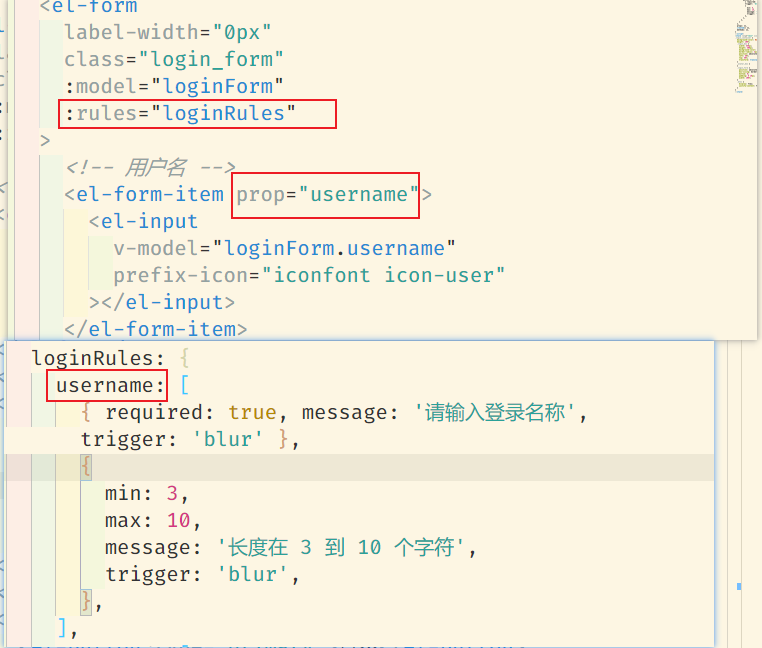 <el-form
label-width="0px"
class="login_form"
:model="loginForm"
:rules="loginRules"
>
<!-- 用户名 -->
<el-form-item prop="username">
<el-input
v-model="loginForm.username"
prefix-icon="iconfont icon-user"
></el-input>
</el-form-item>
loginRules: {
username: [
{ required: true, message: '请输入登录名称',
trigger: 'blur' },
{
min: 3,
max: 10,
message: '长度在 3 到 10 个字符',
trigger: 'blur',
},
],